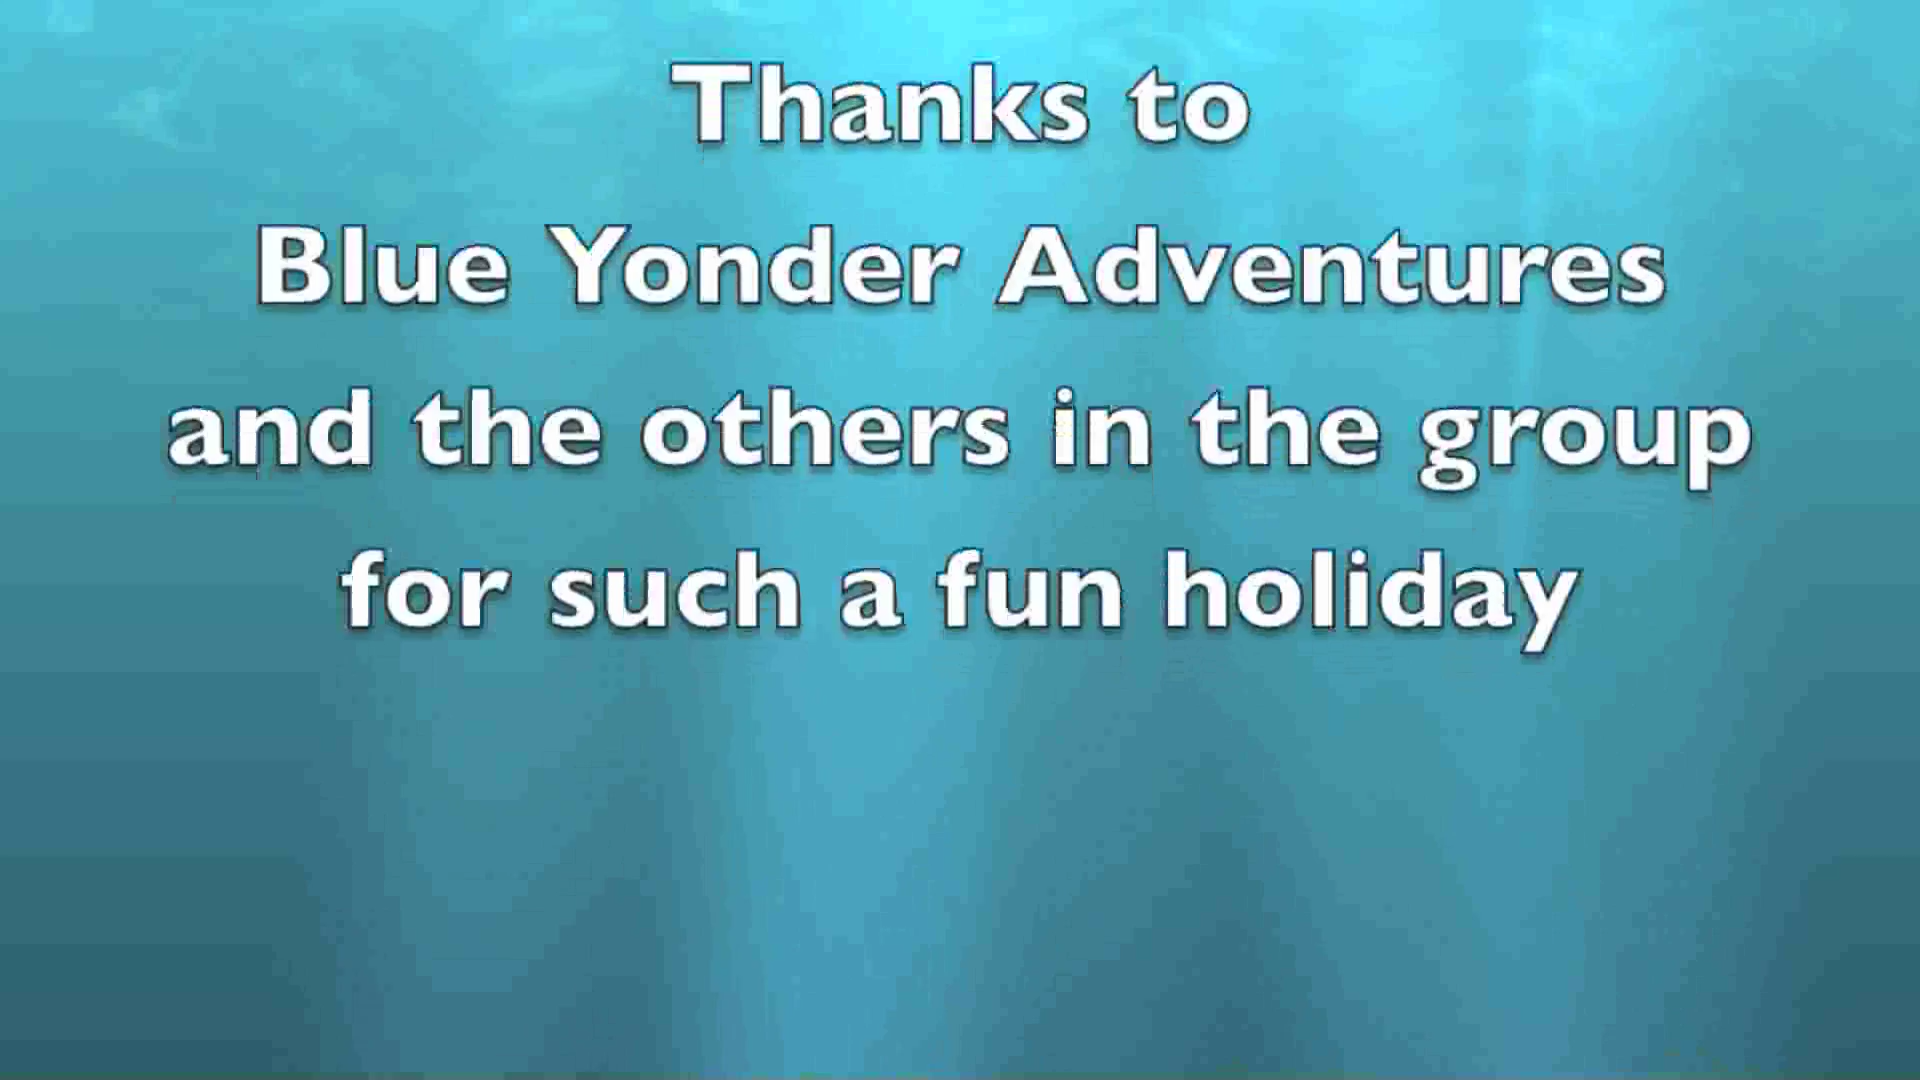 Thanks to
Blue Yonder Adventures
and the others in the group
for such a fun holiday